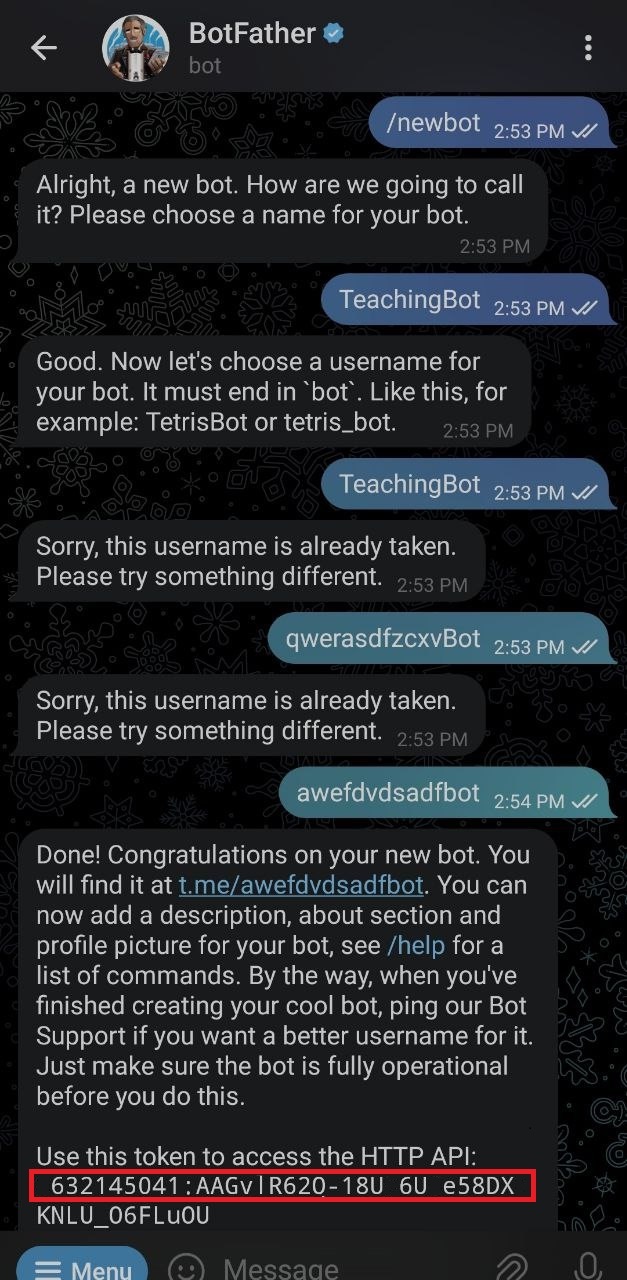 BotFather
bot
/newbot 2:53 PM
Alright, a new bot. How are we going to call
it? Please choose a name for your bot.
2:53 PM
TeachingBot 2:53 PM
Good. Now let's choose a username for
your bot. It must end in `bot`. Like this, for
example: TetrisBot or tetris_bot. 2:53 PM
TeachingBot 2:53 PM
Sorry, this username is already taken.
Please try something different. 2:53 PM
qwerasdfzcxvBot 2:53 PM
Sorry, this username is already taken.
Please try something different. 2:53 PM
awefdvdsadfbot 2:54 PM
Done! Congratulations on your new bot. You
will find it at t.me/awefdvdsadfbot. You can
now add a description, about section and
profile picture for your bot, see /help for a
list of commands. By the way, when you've
finished creating your cool bot, ping our Bot
Support if you want a better username for it.
Just make sure the bot is fully operational
before you do this.
Use this token to access the HTTP API:
632145041:AAGvlR62Q-18U 6U e58DX
KNLU_O6FLuOU
Menu Message